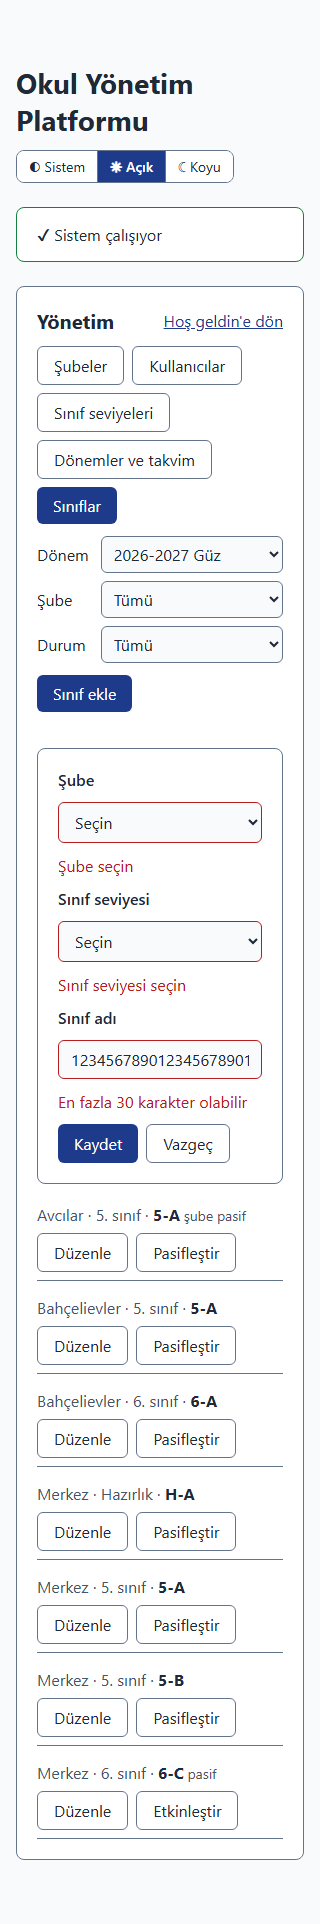 Okul Yönetim
Platformu
◐ Sistem ☀ Açık ☾ Koyu
✓ Sistem çalışıyor
Yönetim Hoş geldin'e dön
Şubeler Kullanıcılar
Sınıf seviyeleri
Dönemler ve takvim
Sınıflar
Dönem 2026-2027 Güz
Şube Tümü
Durum Tümü
Sınıf ekle
Şube
Seçin
Şube seçin
Sınıf seviyesi
Seçin
Sınıf seviyesi seçin
Sınıf adı
123456789012345678901
En fazla 30 karakter olabilir
Kaydet Vazgeç
Avcılar · 5. sınıf · 5-A şube pasif
Düzenle Pasifleştir
Bahçelievler · 5. sınıf · 5-A
Düzenle Pasifleştir
Bahçelievler · 6. sınıf · 6-A
Düzenle Pasifleştir
Merkez · Hazırlık · H-A
Düzenle Pasifleştir
Merkez · 5. sınıf · 5-A
Düzenle Pasifleştir
Merkez · 5. sınıf · 5-B
Düzenle Pasifleştir
Merkez · 6. sınıf · 6-C pasif
Düzenle Etkinleştir